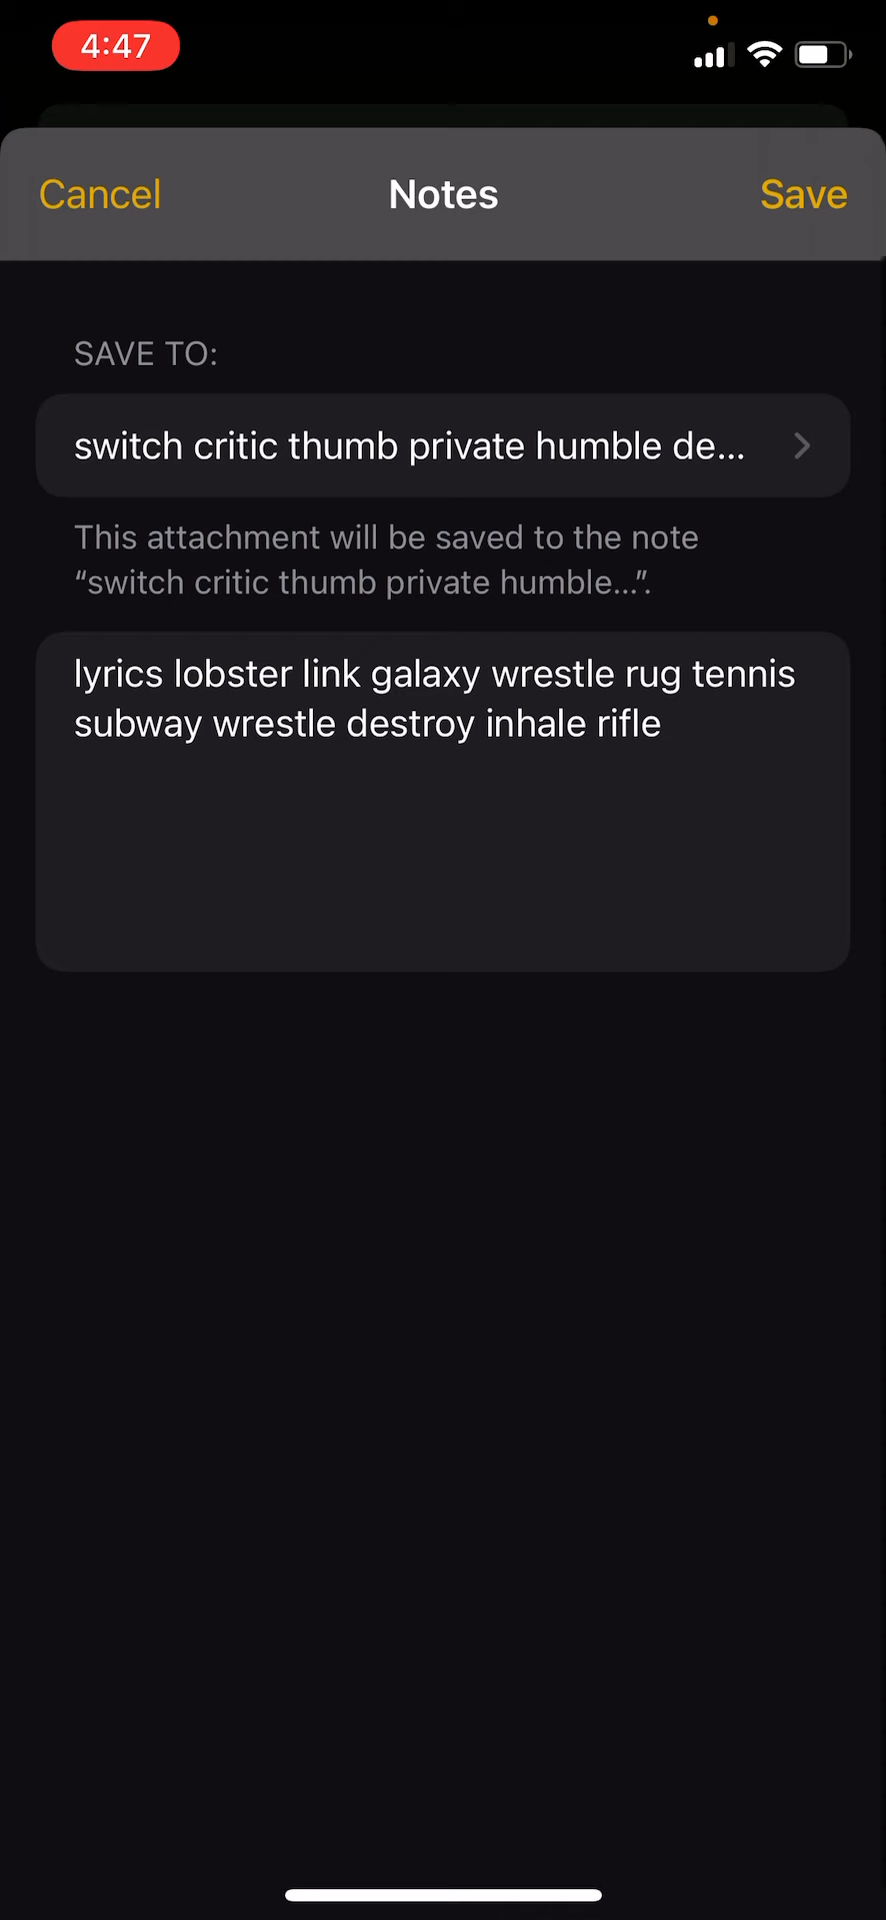 4:47
Cancel Notes Save
SAVE TO:
switch critic thumb private humble de...
This attachment will be saved to the note
“switch critic thumb private humble...”.
lyrics lobster link galaxy wrestle rug tennis
subway wrestle destroy inhale rifle